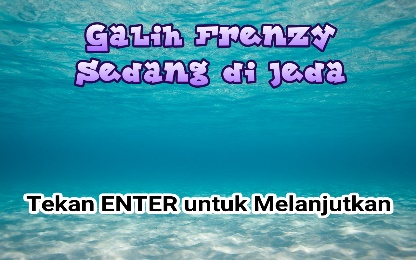 Galih Frenzy
Sedang di Jeda
Tekan ENTER untuk Melanjutkan